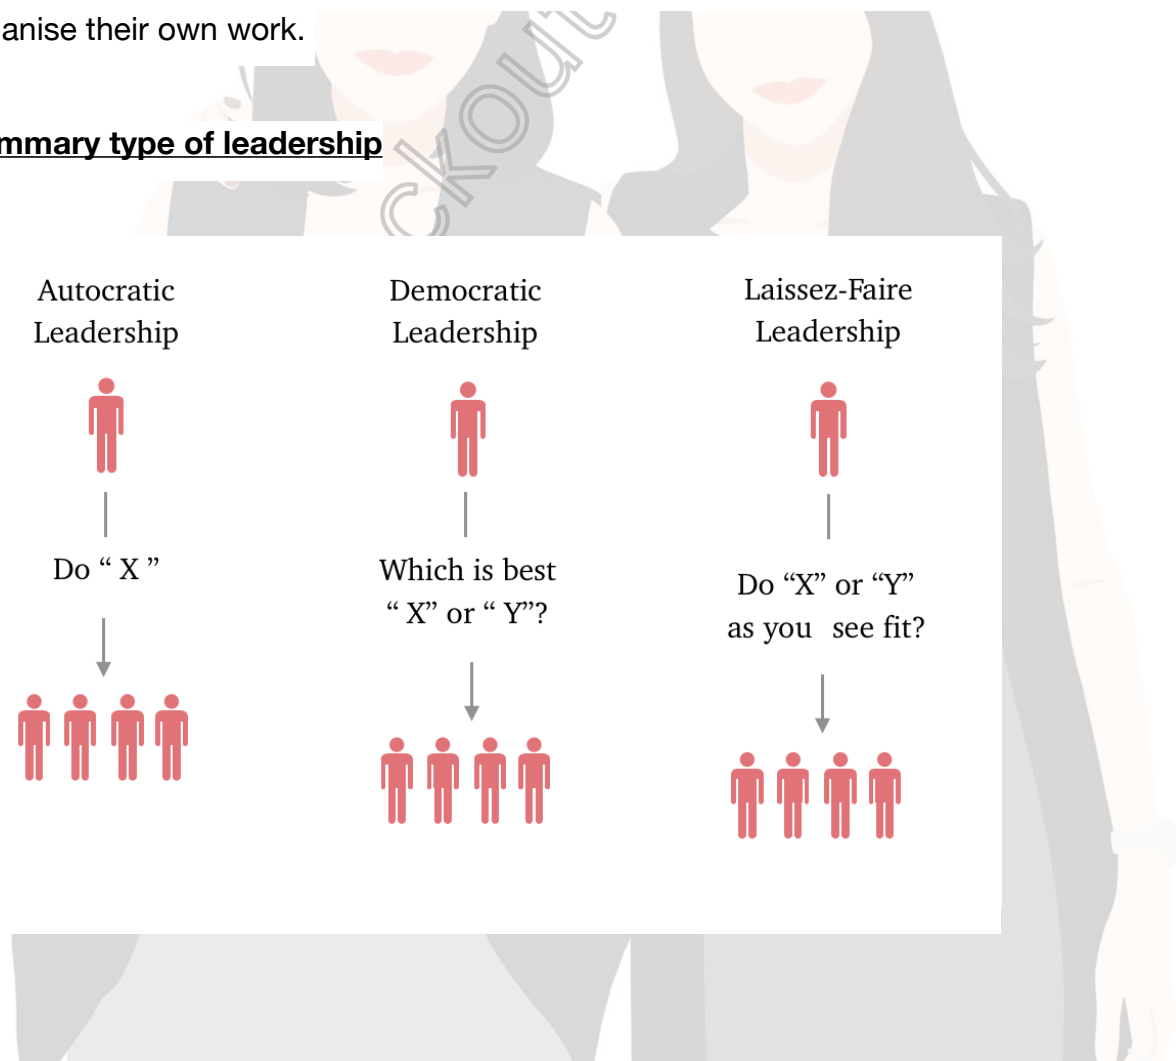 anise their own work.
mmary type of leadership
ckout
Autocratic
Leadership
Do “ X ”
Democratic
Leadership
Which is best
“ X” or “ Y”?
Laissez-Faire
Leadership
Do “X” or “Y”
as you see fit?